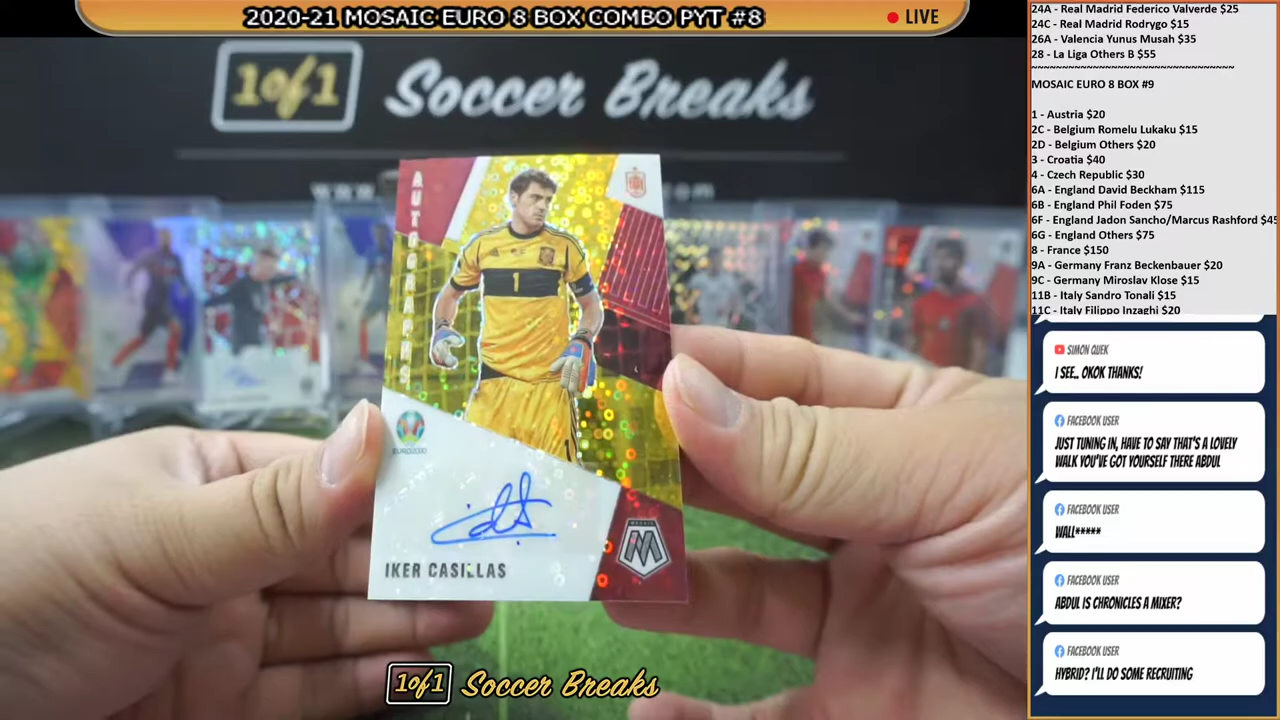 2020-21 MOSAIC EURO 8 BOX COMBO PYT #8
LIVE
1of1 Soccer Breaks
AUTOGRAPHS
1
EURO2020
IKER CASILLAS
MOSAIC
M
1of1 Soccer Breaks
24A - Real Madrid Federico Valverde $25
24C - Real Madrid Rodrygo $15
26A - Valencia Yunus Musah $35
28 - La Liga Others B $55
~~~~~~~~~~~~~~~~~~~~~~~~~~~~~~~~
MOSAIC EURO 8 BOX #9
1 - Austria $20
2C - Belgium Romelu Lukaku $15
2D - Belgium Others $20
3 - Croatia $40
4 - Czech Republic $30
6A - England David Beckham $115
6B - England Phil Foden $75
6F - England Jadon Sancho/Marcus Rashford $45
6G - England Others $75
8 - France $150
9A - Germany Franz Beckenbauer $20
9C - Germany Miroslav Klose $15
11B - Italy Sandro Tonali $15
11C - Italy Filippo Inzaghi $20
SIMON QUEK
I SEE.. OKOK THANKS!
FACEBOOK USER
JUST TUNING IN, HAVE TO SAY THAT'S A LOVELY
WALK YOU'VE GOT YOURSELF THERE ABDUL
FACEBOOK USER
WALL*****
FACEBOOK USER
ABDUL IS CHRONICLES A MIXER?
FACEBOOK USER
HYBRID? I'LL DO SOME RECRUITING